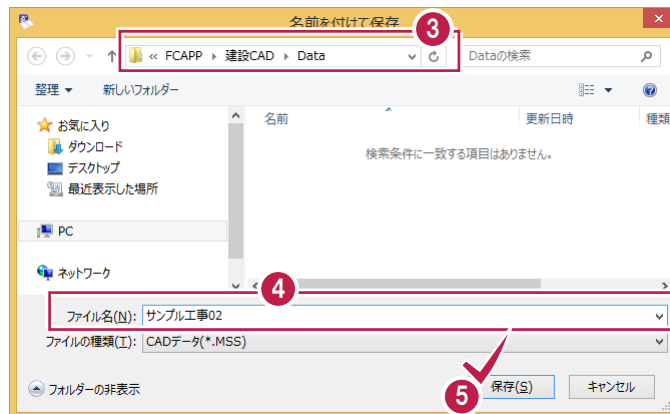 名前を付けて保存
3
« FCAPP 建設CAD Data
Dataの検索
整理 新しいフォルダー
お気に入り
ダウンロード
デスクトップ
最近表示した場所
PC
ネットワーク
名前 更新日時 種類
検索条件に一致する項目はありません。
4
ファイル名(N): サンプル工事02
ファイルの種類(T): CADデータ(*.MSS)
フォルダーの非表示
5
保存(S) キャンセル